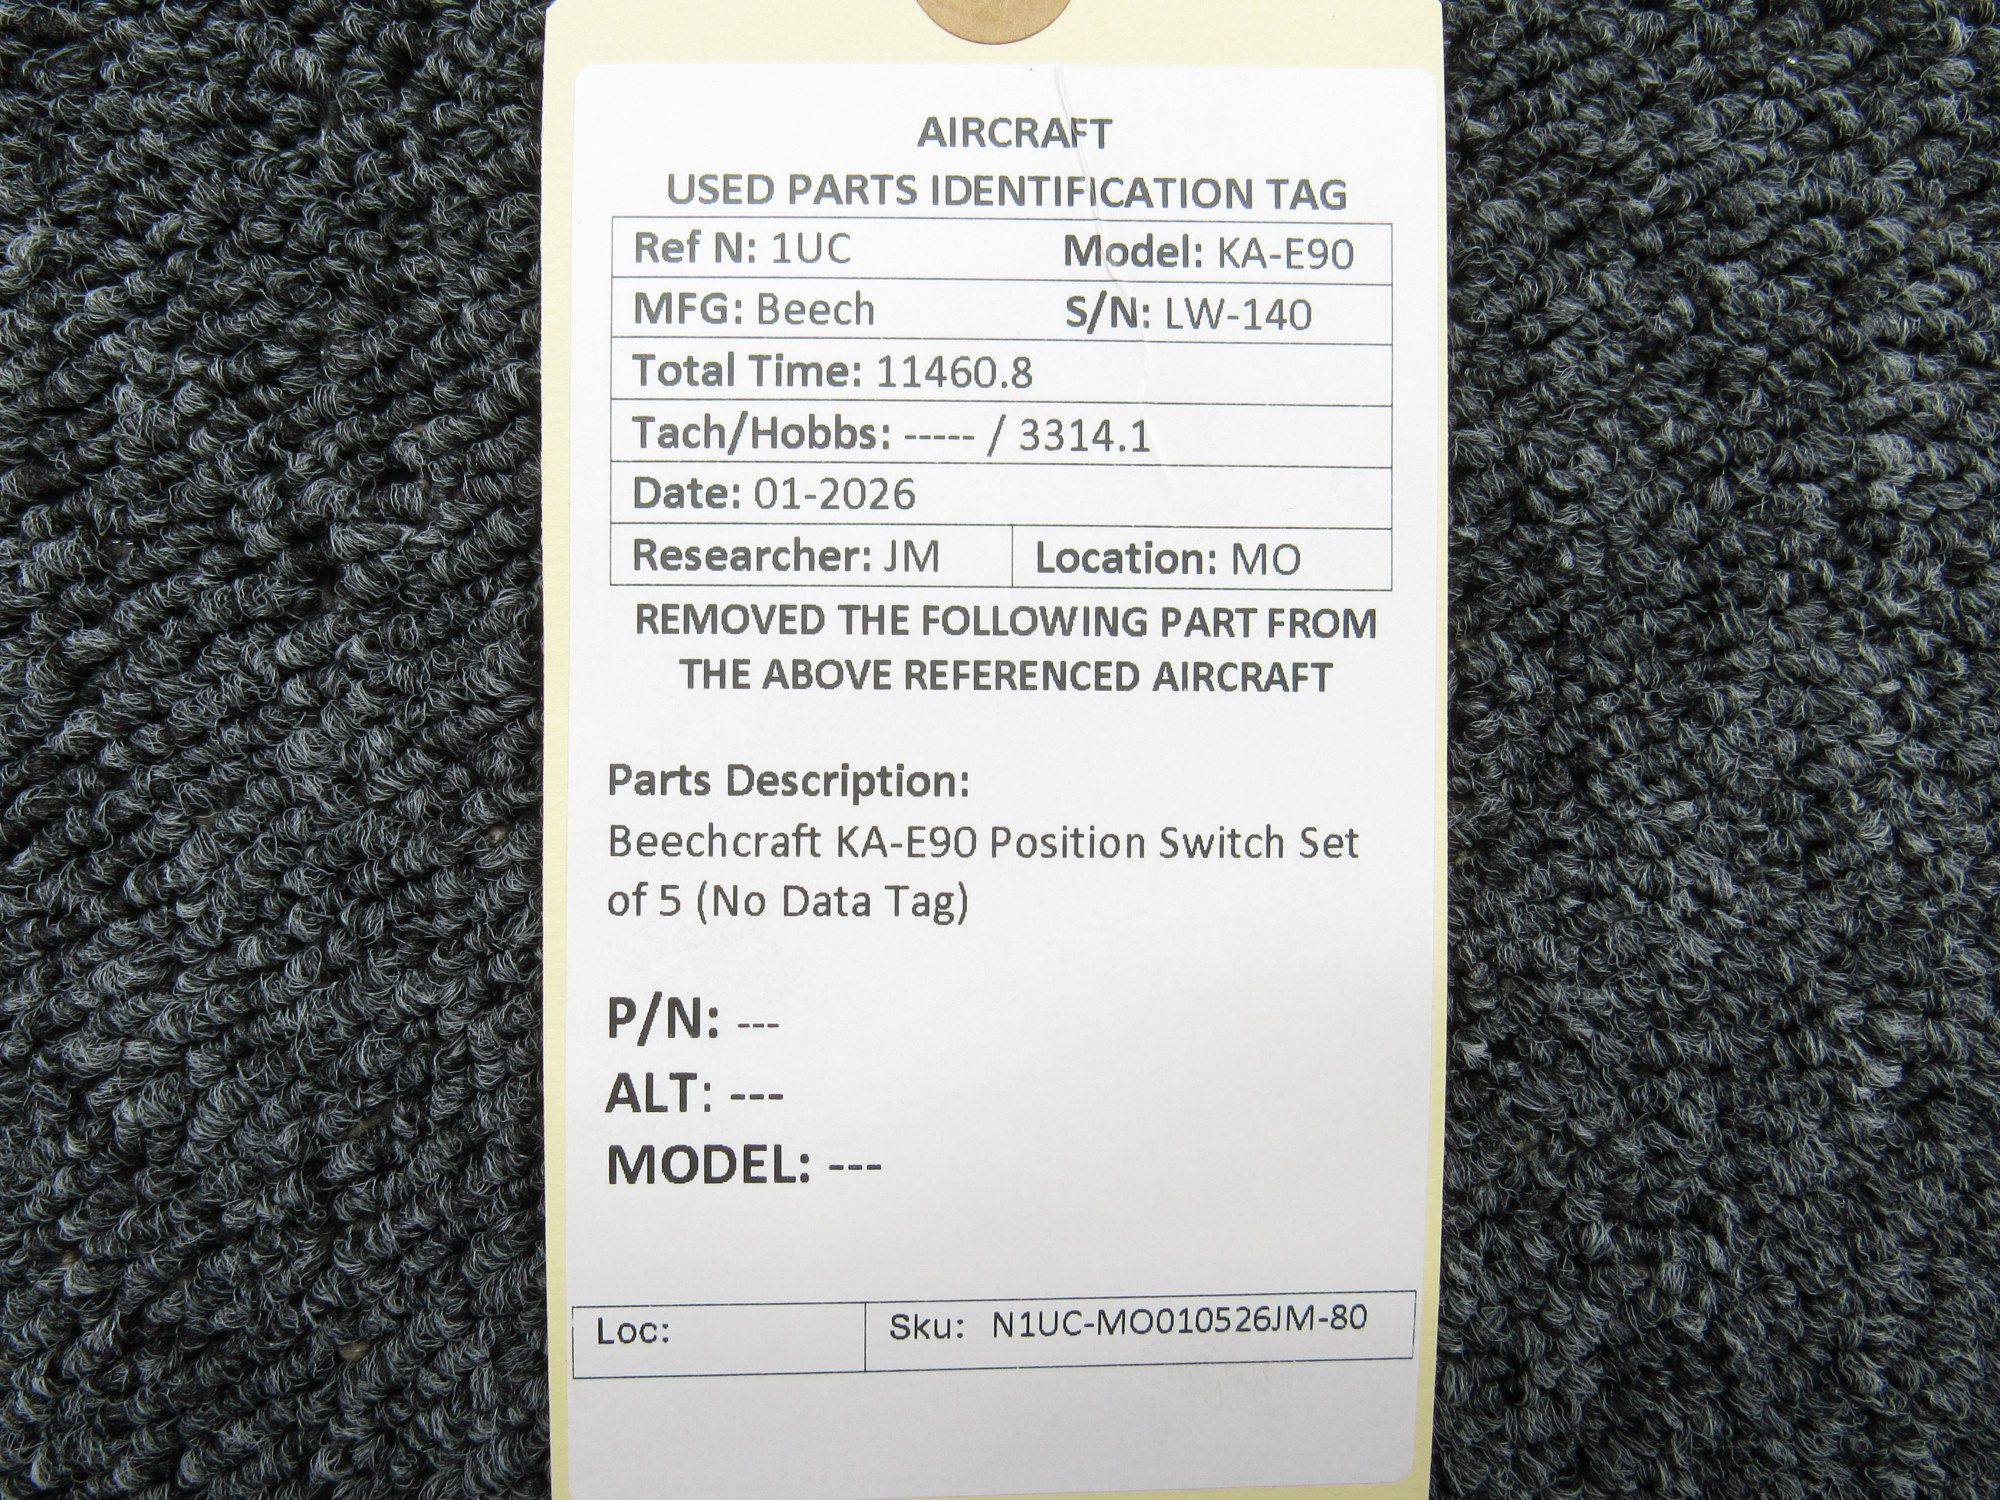 AIRCRAFT
USED PARTS IDENTIFICATION TAG
Ref N: 1UC Model: KA-E90
MFG: Beech S/N: LW-140
Total Time: 11460.8
Tach/Hobbs: ----- / 3314.1
Date: 01-2026
Researcher: JM Location: MO
REMOVED THE FOLLOWING PART FROM
THE ABOVE REFERENCED AIRCRAFT
Parts Description:
Beechcraft KA-E90 Position Switch Set
of 5 (No Data Tag)
P/N: ---
ALT: ---
MODEL: ---
Loc: Sku: N1UC-MO010526JM-80